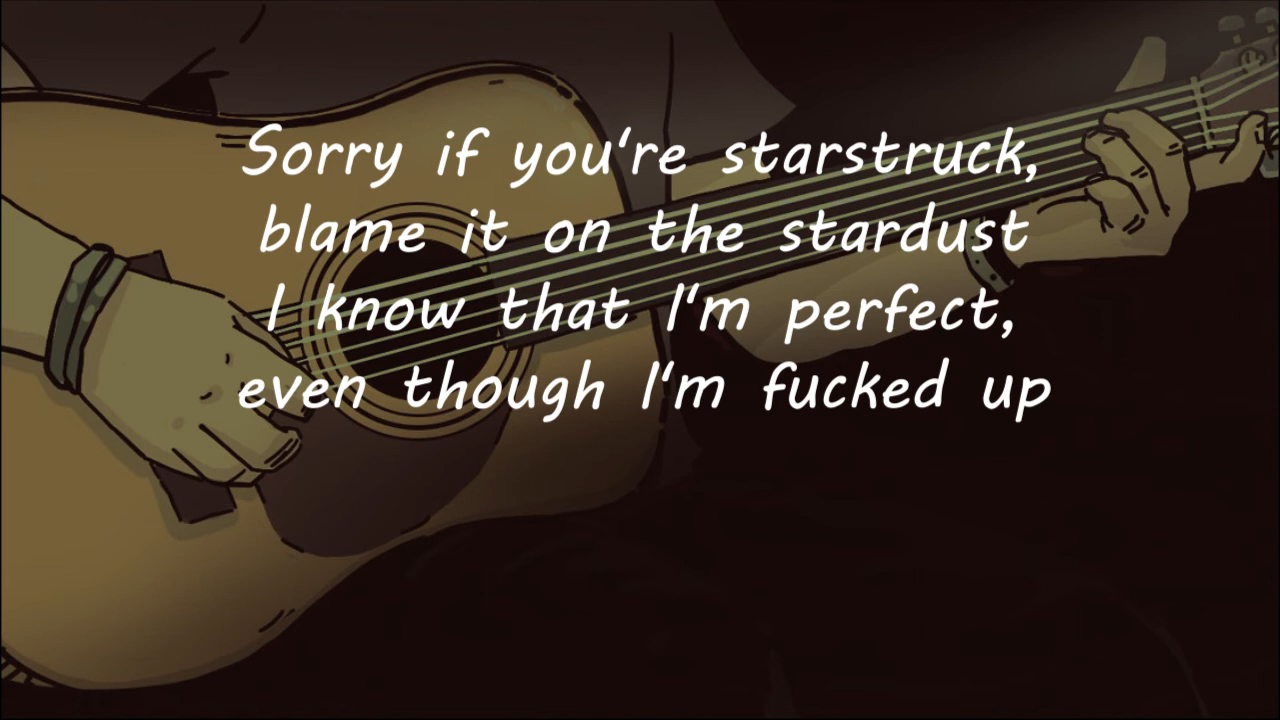 Sorry if you're starstruck,
blame it on the stardust
I know that I'm perfect,
even though I'm fucked up